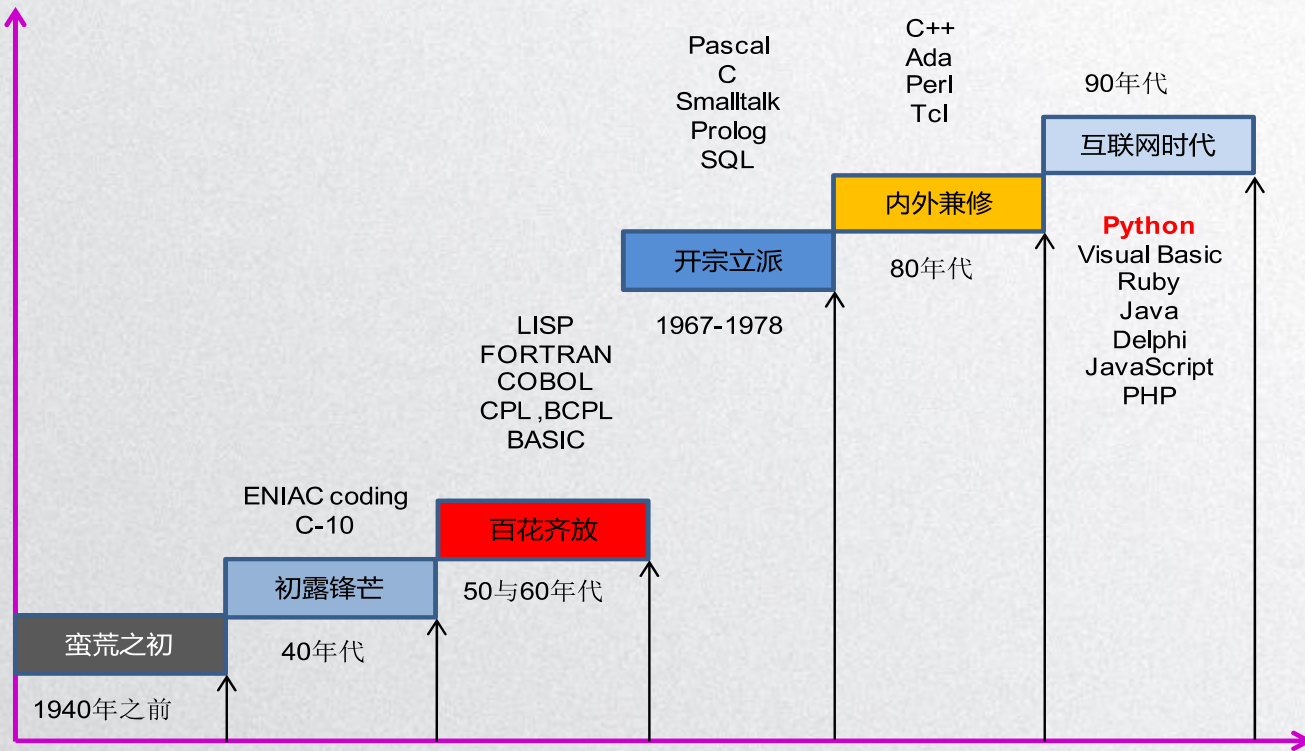 蛮荒之初
1940年之前
ENIAC coding
C-10
初露锋芒
40年代
LISP
FORTRAN
COBOL
CPL ,BCPL
BASIC
百花齐放
50与60年代
Pascal
C
Smalltalk
Prolog
SQL
开宗立派
1967-1978
C++
Ada
Perl
Tcl
内外兼修
80年代
90年代
互联网时代
Python
Visual Basic
Ruby
Java
Delphi
JavaScript
PHP